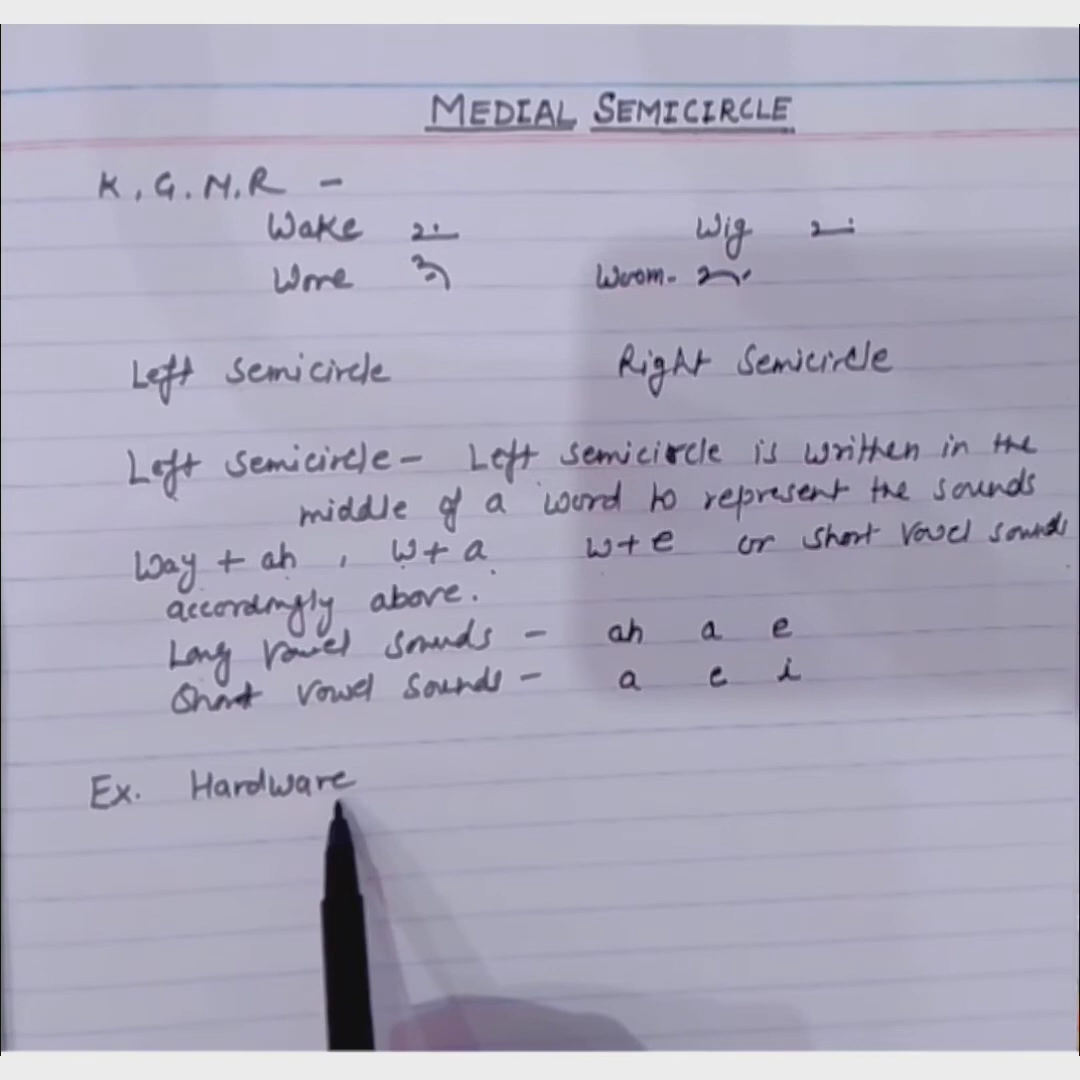 MEDIAL SEMICIRCLE
K, G, M, R -
Wake Wig
Wore Woom-
Left semicircle Right Semicircle
Left semicircle - Left semicircle is written in the
middle of a word to represent the sounds
Way + ah , w + a w + e or short vowel sounds
accordingly above.
Long vowel sounds - ah a e
Short vowel sounds - a e i
Ex. Hardware